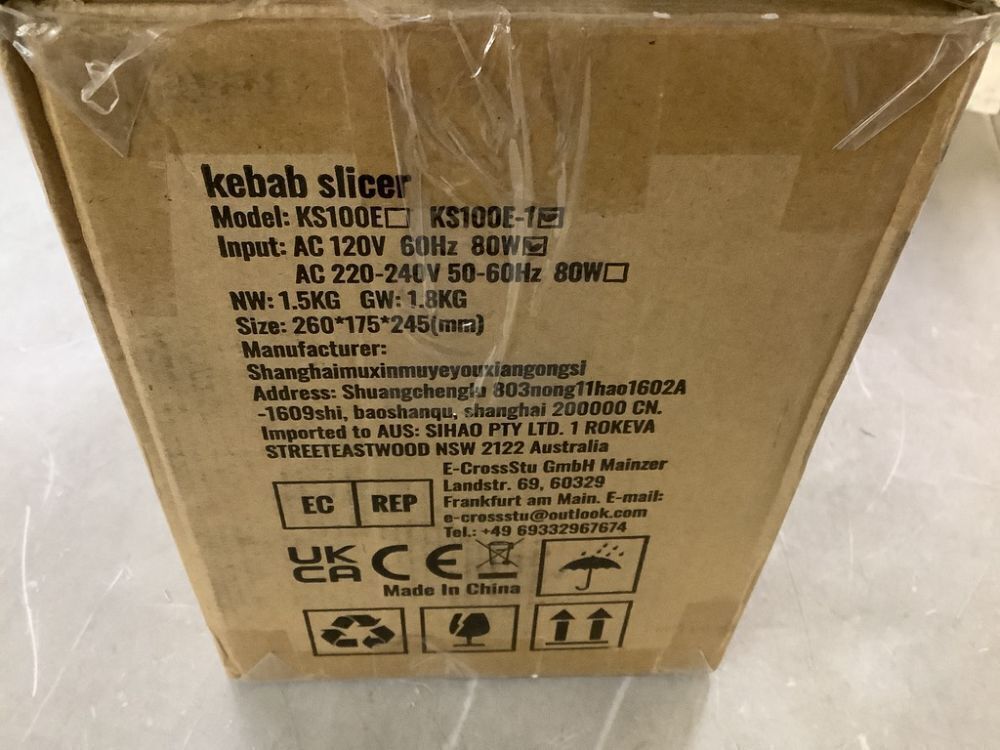 kebab slicer
Model: KS100E☐ KS100E-1☑
Input: AC 120V 60Hz 80W☑
AC 220-240V 50-60Hz 80W☐
NW: 1.5KG GW: 1.8KG
Size: 260*175*245(mm)
Manufacturer:
Shanghaimuxinmuyeyouxiangongsi
Address: Shuangchenglu 803nong11hao1602A
-1609shi, baoshanqu, shanghai 200000 CN.
Imported to AUS: SIHAO PTY LTD. 1 ROKEVA
STREETEASTWOOD NSW 2122 Australia
E-CrossStu GmbH Mainzer
Landstr. 69, 60329
Frankfurt am Main. E-mail:
e-crossstu@outlook.com
Tel.: +49 69332967674
EC REP
UK
CA CE
Made In China